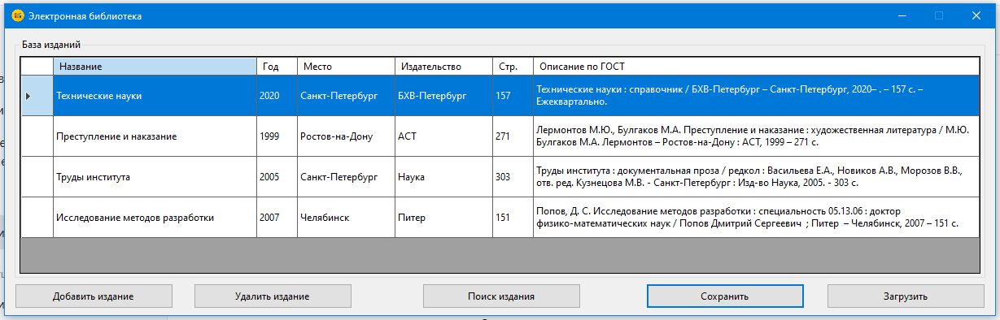 Электронная библиотека
База изданий
Название Год Место Издательство Стр. Описание по ГОСТ
Технические науки 2020 Санкт-Петербург БХВ-Петербург 157 Технические науки : справочник / БХВ-Петербург – Санкт-Петербург, 2020– . – 157 с. –
Ежеквартально.
Преступление и наказание 1999 Ростов-на-Дону АСТ 271 Лермонтов М.Ю., Булгаков М.А. Преступление и наказание : художественная литература / М.Ю.
Булгаков М.А. Лермонтов – Ростов-на-Дону : АСТ, 1999 – 271 с.
Труды института 2005 Санкт-Петербург Наука 303 Труды института : документальная проза / редкол : Васильева Е.А., Новиков А.В., Морозов В.В.,
отв. ред. Кузнецова М.В. - Санкт-Петербург : Изд-во Наука, 2005. - 303 с.
Исследование методов разработки 2007 Челябинск Питер 151 Попов, Д. С. Исследование методов разработки : специальность 05.13.06 : доктор
физико-математических наук / Попов Дмитрий Сергеевич ; Питер – Челябинск, 2007 – 151 с.
Добавить издание Удалить издание Поиск издания Сохранить Загрузить